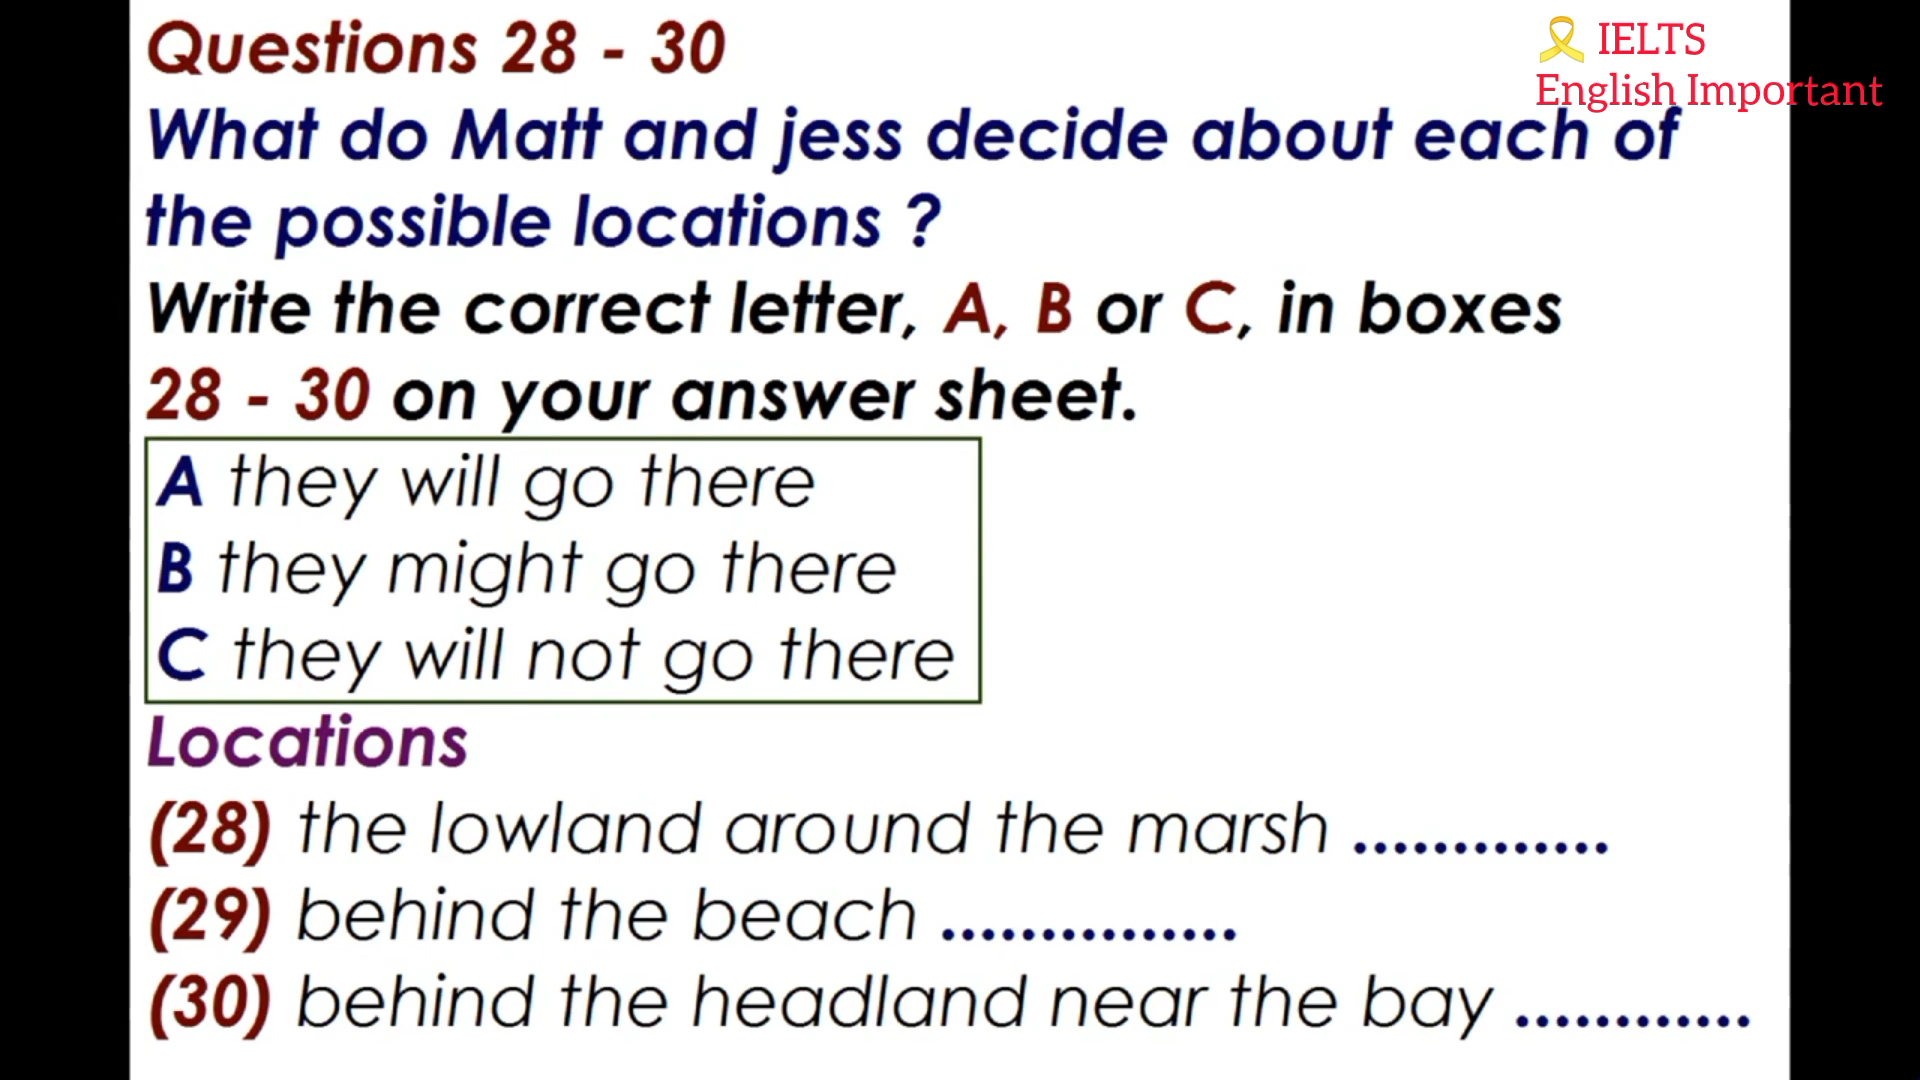 Questions 28 - 30
IELTS
English Important
What do Matt and jess decide about each of
the possible locations ?
Write the correct letter, A, B or C, in boxes
28 - 30 on your answer sheet.
A they will go there
B they might go there
C they will not go there
Locations
(28) the lowland around the marsh .............
(29) behind the beach ...............
(30) behind the headland near the bay ............